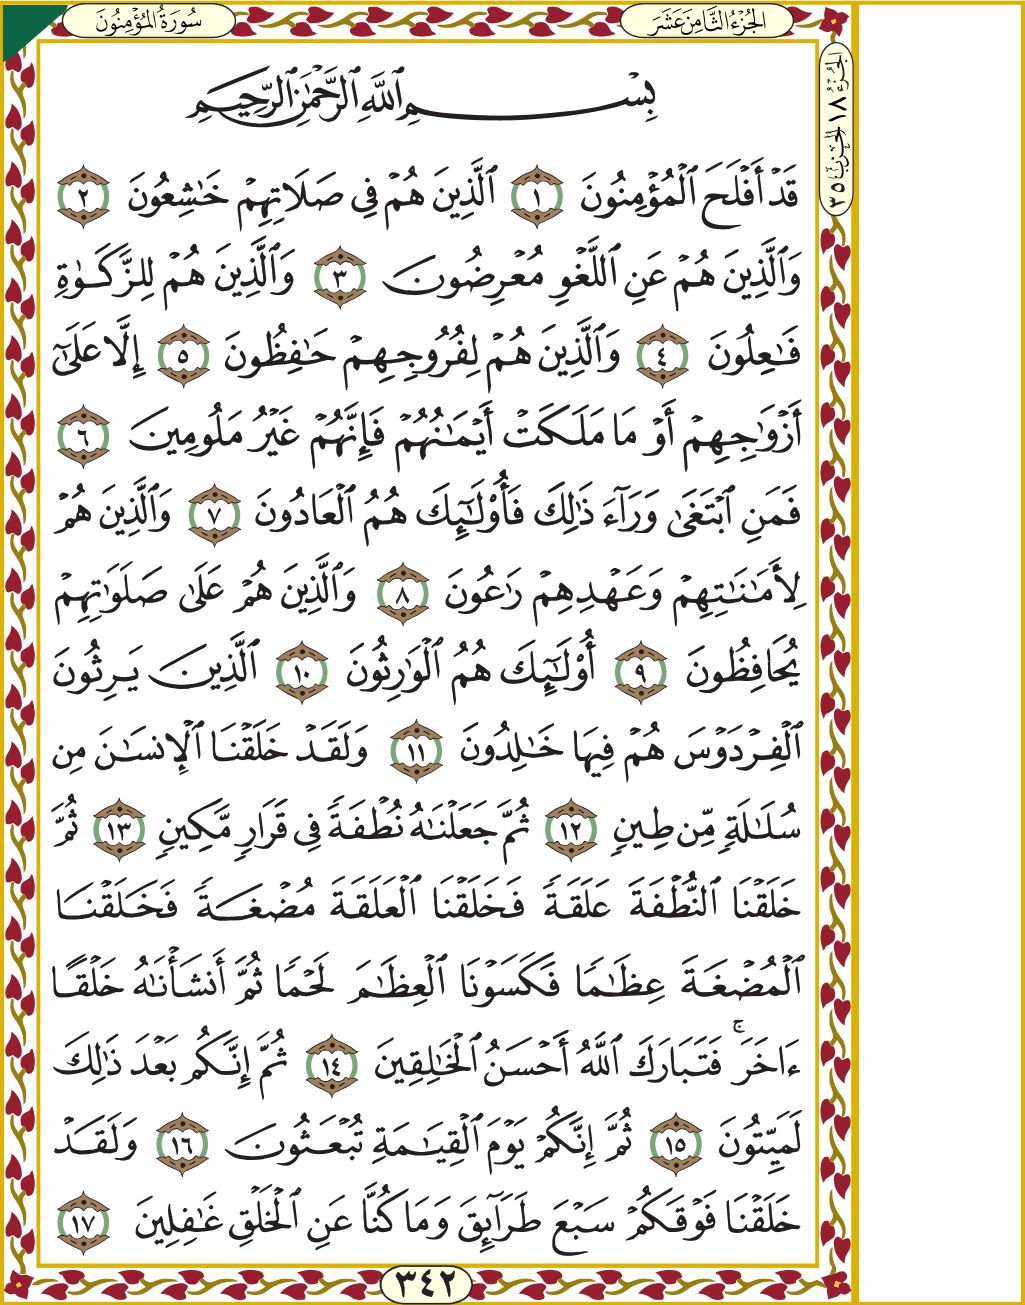 سُورَةُ المُؤْمِنُونَ
الجُزْءُ الثَّامِنَ عَشَرَ
الجُزْءُ ١٨ الحِزْبُ ٣٥
بِسْمِ ٱللَّهِ ٱلرَّحْمَٰنِ ٱلرَّحِيمِ
قَدْ أَفْلَحَ ٱلْمُؤْمِنُونَ ١ ٱلَّذِينَ هُمْ فِى صَلَاتِهِمْ خَٰشِعُونَ ٢
وَٱلَّذِينَ هُمْ عَنِ ٱللَّغْوِ مُعْرِضُونَ ٣ وَٱلَّذِينَ هُمْ لِلزَّكَوٰةِ
فَٰعِلُونَ ٤ وَٱلَّذِينَ هُمْ لِفُرُوجِهِمْ حَٰفِظُونَ ٥ إِلَّا عَلَىٰٓ
أَزْوَٰجِهِمْ أَوْ مَا مَلَكَتْ أَيْمَٰنُهُمْ فَإِنَّهُمْ غَيْرُ مَلُومِينَ ٦
فَمَنِ ٱبْتَغَىٰ وَرَآءَ ذَٰلِكَ فَأُو۟لَٰٓئِكَ هُمُ ٱلْعَادُونَ ٧ وَٱلَّذِينَ هُمْ
لِأَمَٰنَٰتِهِمْ وَعَهْدِهِمْ رَٰعُونَ ٨ وَٱلَّذِينَ هُمْ عَلَىٰ صَلَوَٰتِهِمْ
يُحَافِظُونَ ٩ أُو۟لَٰٓئِكَ هُمُ ٱلْوَٰرِثُونَ ١٠ ٱلَّذِينَ يَرِثُونَ
ٱلْفِرْدَوْسَ هُمْ فِيهَا خَٰلِدُونَ ١١ وَلَقَدْ خَلَقْنَا ٱلْإِنسَٰنَ مِن
سُلَٰلَةٍ مِّن طِينٍ ١٢ ثُمَّ جَعَلْنَٰهُ نُطْفَةً فِى قَرَارٍ مَّكِينٍ ١٣ ثُمَّ
خَلَقْنَا ٱلنُّطْفَةَ عَلَقَةً فَخَلَقْنَا ٱلْعَلَقَةَ مُضْغَةً فَخَلَقْنَا
ٱلْمُضْغَةَ عِظَٰمًا فَكَسَوْنَا ٱلْعِظَٰمَ لَحْمًا ثُمَّ أَنشَأْنَٰهُ خَلْقًا
ءَاخَرَ ۚ فَتَبَارَكَ ٱللَّهُ أَحْسَنُ ٱلْخَٰلِقِينَ ١٤ ثُمَّ إِنَّكُم بَعْدَ ذَٰلِكَ
لَمَيِّتُونَ ١٥ ثُمَّ إِنَّكُمْ يَوْمَ ٱلْقِيَٰمَةِ تُبْعَثُونَ ١٦ وَلَقَدْ
خَلَقْنَا فَوْقَكُمْ سَبْعَ طَرَآئِقَ وَمَا كُنَّا عَنِ ٱلْخَلْقِ غَٰفِلِينَ ١٧
٣٤٢